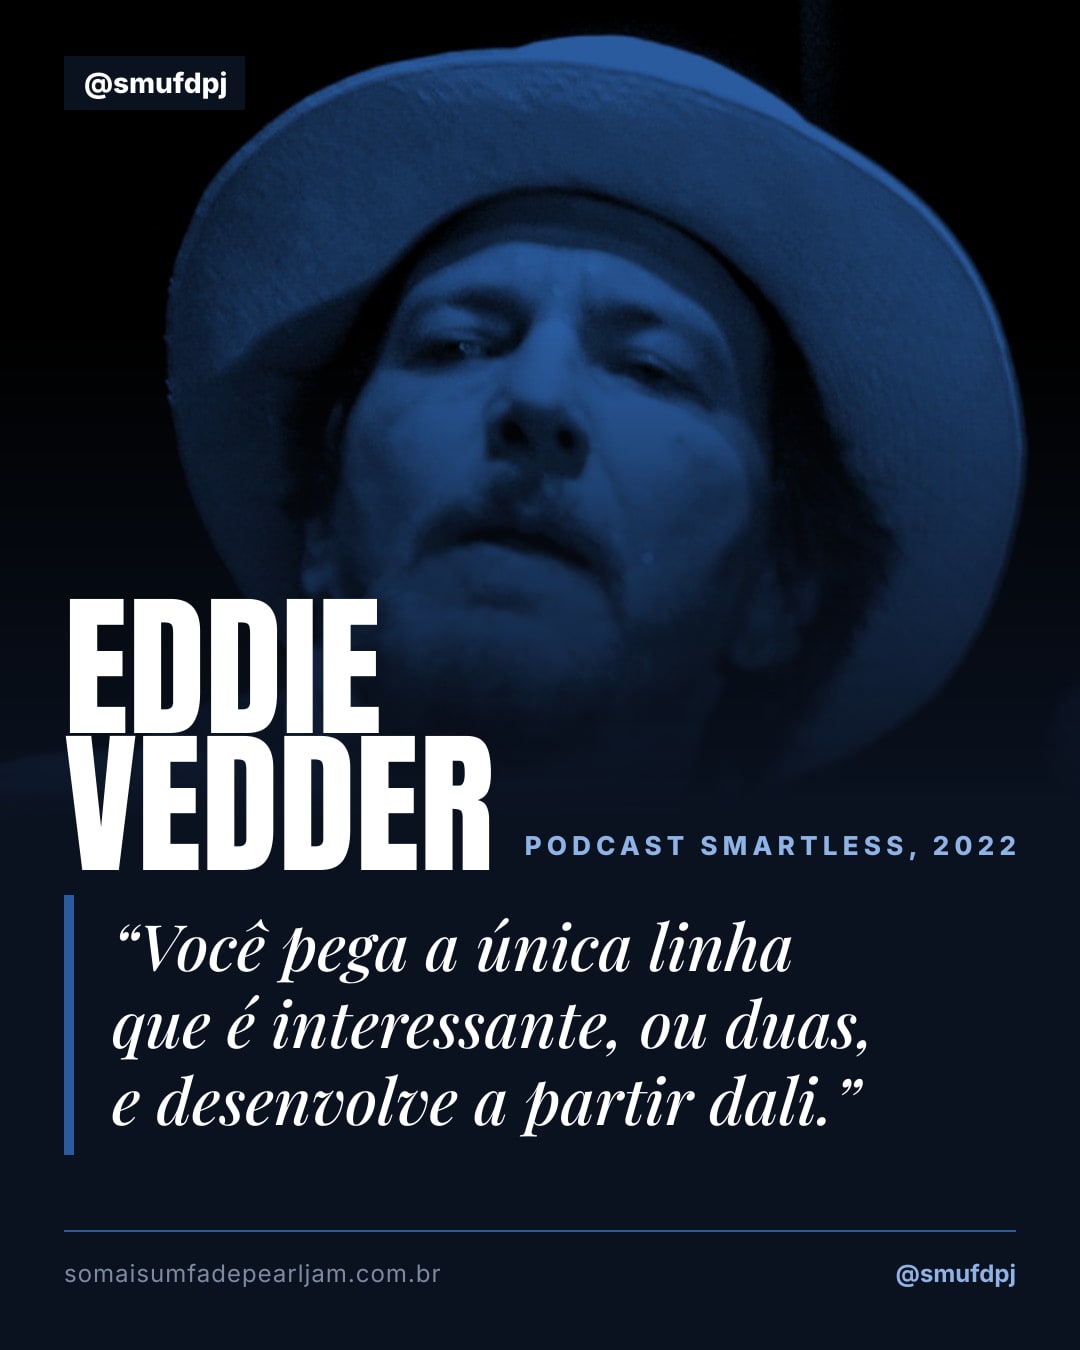 @smufdpj
EDDIE
VEDDER
PODCAST SMARTLESS, 2022
“Você pega a única linha
que é interessante, ou duas,
e desenvolve a partir dali.”
somaisumfadepearljam.com.br
@smufdpj